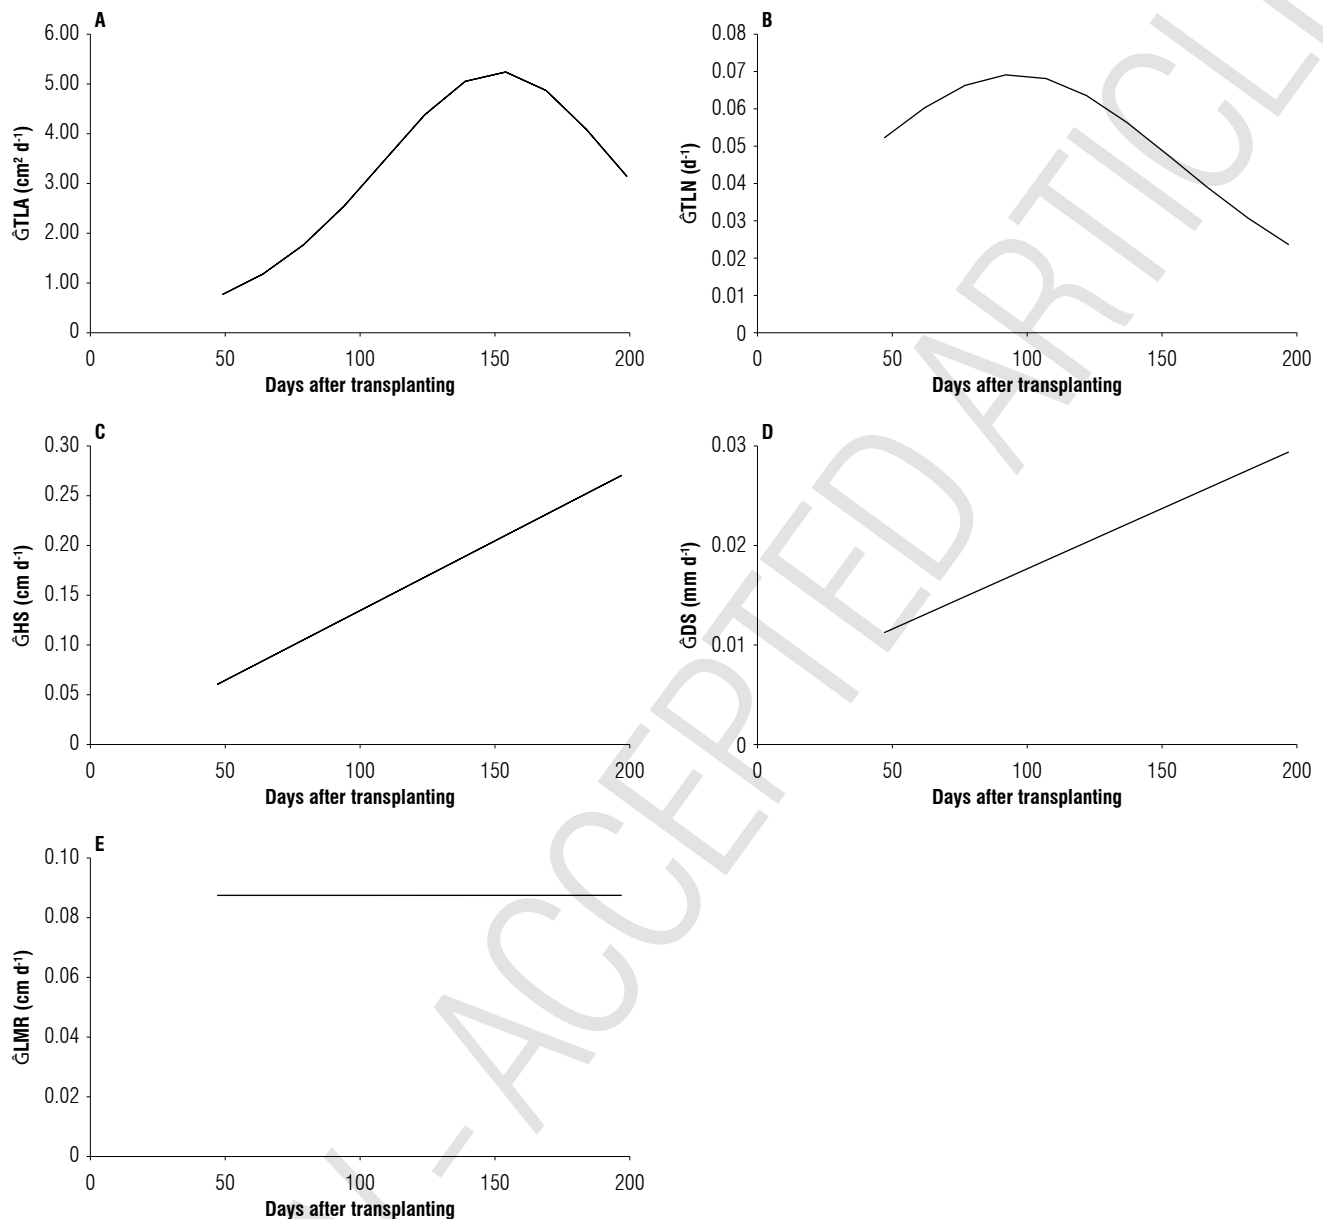 A
6.00
5.00
4.00
3.00
2.00
1.00
0
ĜTLA (cm² d⁻¹)
0 50 100 150 200
Days after transplanting
B
0.08
0.07
0.06
0.05
0.04
0.03
0.02
0.01
0
ĜTLN (d⁻¹)
0 50 100 150 200
Days after transplanting
C
0.30
0.25
0.20
0.15
0.10
0.05
0
ĜHS (cm d⁻¹)
0 50 100 150 200
Days after transplanting
D
0.03
0.02
0.01
0
ĜDS (mm d⁻¹)
0 50 100 150 200
Days after transplanting
E
0.10
0.08
0.06
0.04
0.02
0
ĜLMR (cm d⁻¹)
0 50 100 150 200
Days after transplanting
- ACCEPTED ARTICL